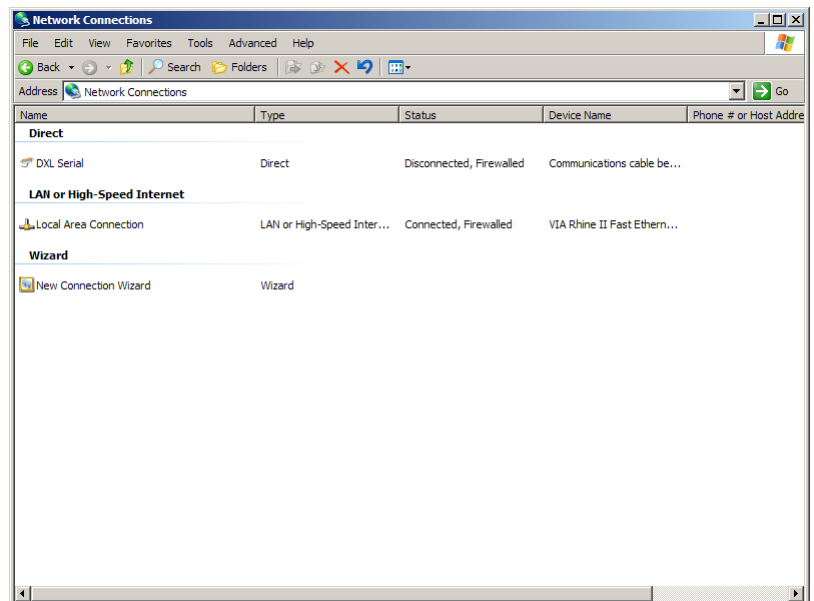 Network Connections
File Edit View Favorites Tools Advanced Help
Back Search Folders
Address Network Connections Go
Name Type Status Device Name Phone # or Host Addre
Direct
DXL Serial Direct Disconnected, Firewalled Communications cable be...
LAN or High-Speed Internet
Local Area Connection LAN or High-Speed Inter... Connected, Firewalled VIA Rhine II Fast Ethern...
Wizard
New Connection Wizard Wizard